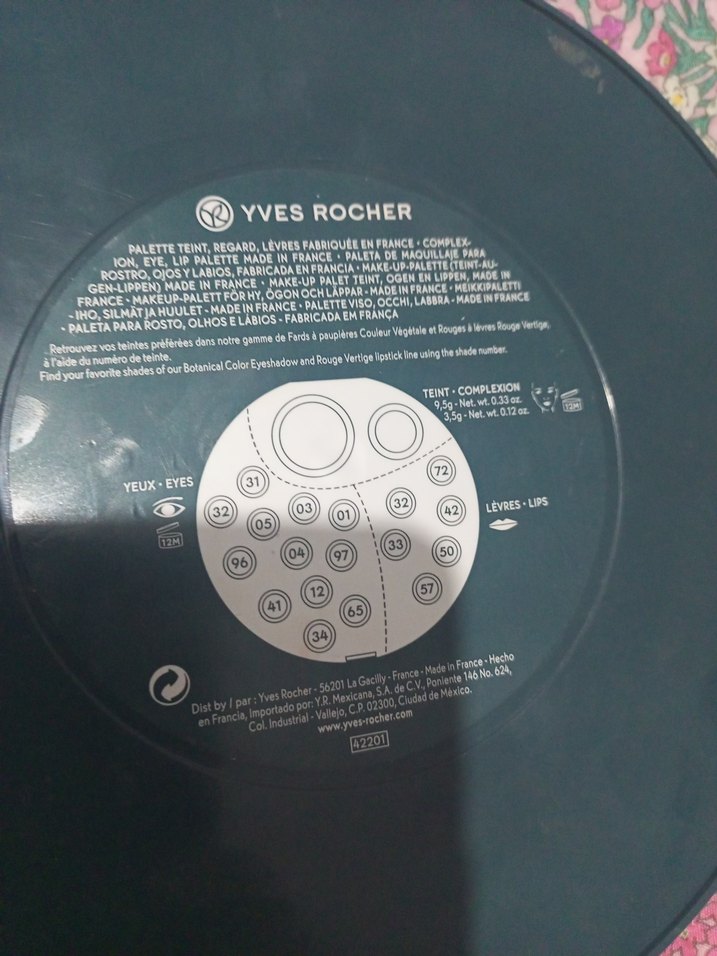 YVES ROCHER
PALETTE TEINT, REGARD, LÈVRES FABRIQUÉE EN FRANCE • COMPLEX-
ION, EYE, LIP PALETTE MADE IN FRANCE • PALETA DE MAQUILLAJE PARA
ROSTRO, OJOS Y LABIOS, FABRICADA EN FRANCIA • MAKE-UP-PALETTE (TEINT-AU-
GEN-LIPPEN) MADE IN FRANCE • MAKE-UP PALET TEINT, OGEN EN LIPPEN, MADE IN
FRANCE • MAKEUP-PALETT FÖR HY, ÖGON OCH LÄPPAR - MADE IN FRANCE • MEIKKIPALETTI
- IHO, SILMÄT JA HUULET - MADE IN FRANCE • PALETTE VISO, OCCHI, LABBRA - MADE IN FRANCE
• PALETA PARA ROSTO, OLHOS E LÁBIOS - FABRICADA EM FRANÇA
Retrouvez vos teintes préférées dans notre gamme de Fards à paupières Couleur Végétale et Rouges à lèvres Rouge Vertige,
à l'aide du numéro de teinte.
Find your favorite shades of our Botanical Color Eyeshadow and Rouge Vertige lipstick line using the shade number.
TEINT • COMPLEXION
9,5g - Net. wt. 0.33 oz.
3,5g - Net. wt. 0.12 oz.
12M
YEUX • EYES
12M
LÈVRES • LIPS
31
72
32
03
01
32
42
05
96
04
97
33
50
12
57
41
65
34
Dist by / par : Yves Rocher - 56201 La Gacilly - France - Made in France - Hecho
en Francia, Importado por: Y.R. Mexicana, S.A. de C.V., Poniente 146 No. 624,
Col. Industrial - Vallejo, C.P. 02300, Ciudad de México.
www.yves-rocher.com
42201